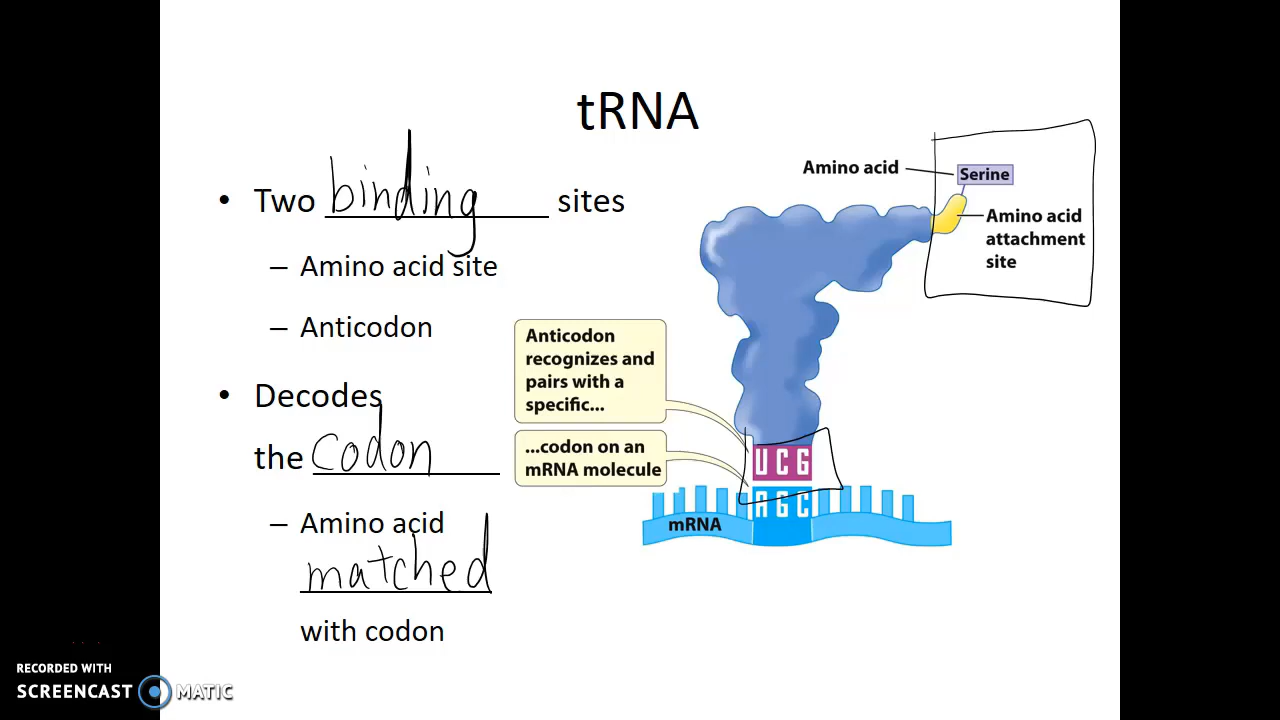 tRNA
• Two binding sites
– Amino acid site
– Anticodon
• Decodes
the codon
– Amino acid
matched
with codon
Amino acid
Serine
Amino acid
attachment
site
Anticodon
recognizes and
pairs with a
specific...
...codon on an
mRNA molecule
UCG
AGC
mRNA
RECORDED WITH
SCREENCAST MATIC